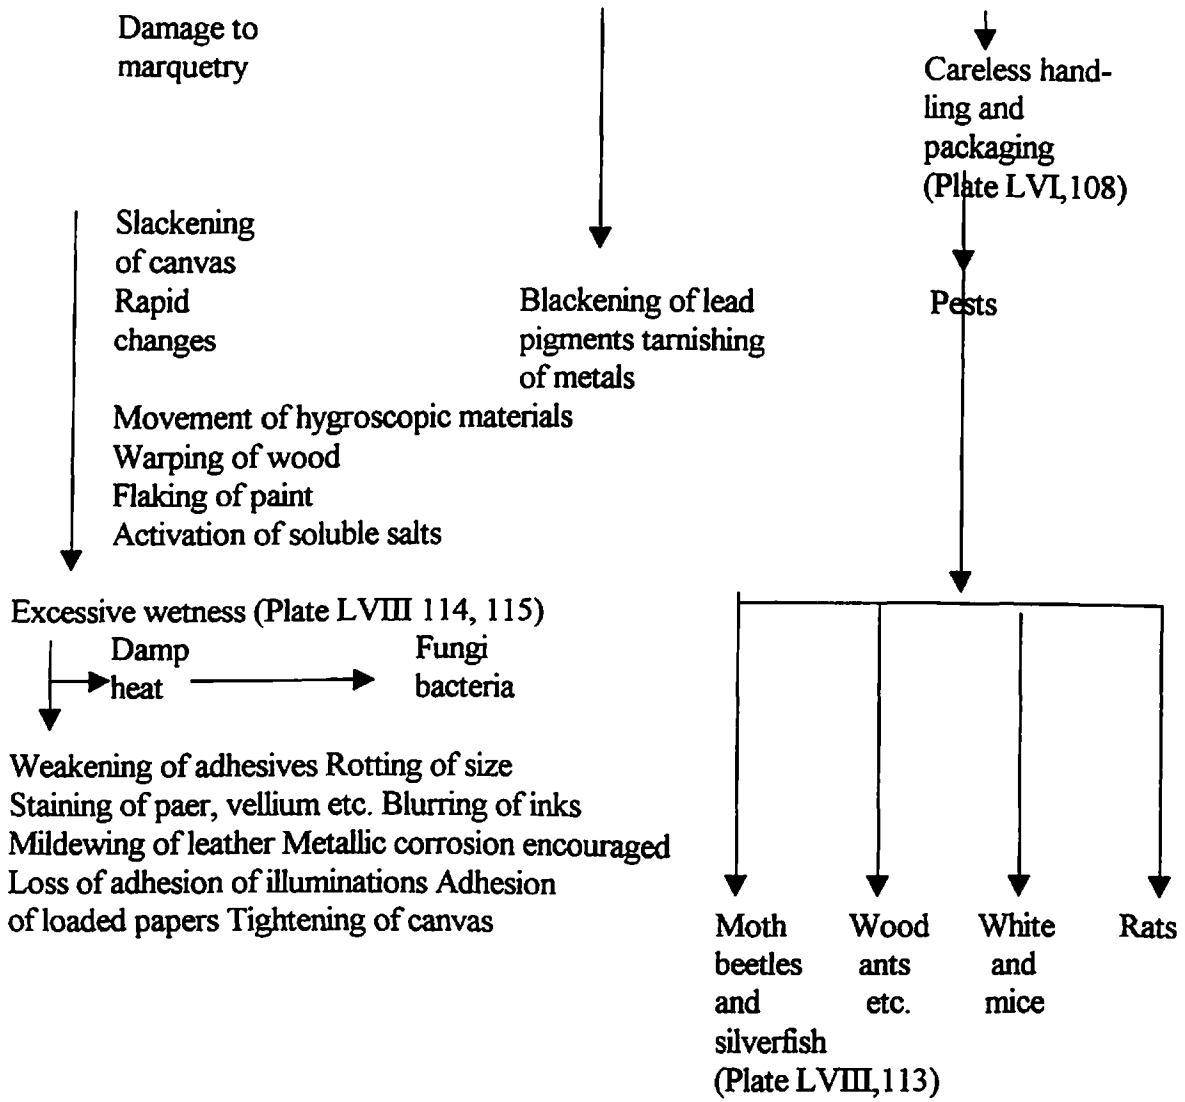 Damage to
marquetry
Careless hand-
ling and
packaging
(Plate LVI,108)
Slackening
of canvas
Rapid
changes
Blackening of lead
pigments tarnishing
of metals
Pests
Movement of hygroscopic materials
Warping of wood
Flaking of paint
Activation of soluble salts
Excessive wetness (Plate LVIII 114, 115)
Damp
heat
Fungi
bacteria
Weakening of adhesives Rotting of size
Staining of paer, vellium etc. Blurring of inks
Mildewing of leather Metallic corrosion encouraged
Loss of adhesion of illuminations Adhesion
of loaded papers Tightening of canvas
Moth
beetles
and
silverfish
(Plate LVIII,113)
Wood
ants
etc.
White
and
mice
Rats